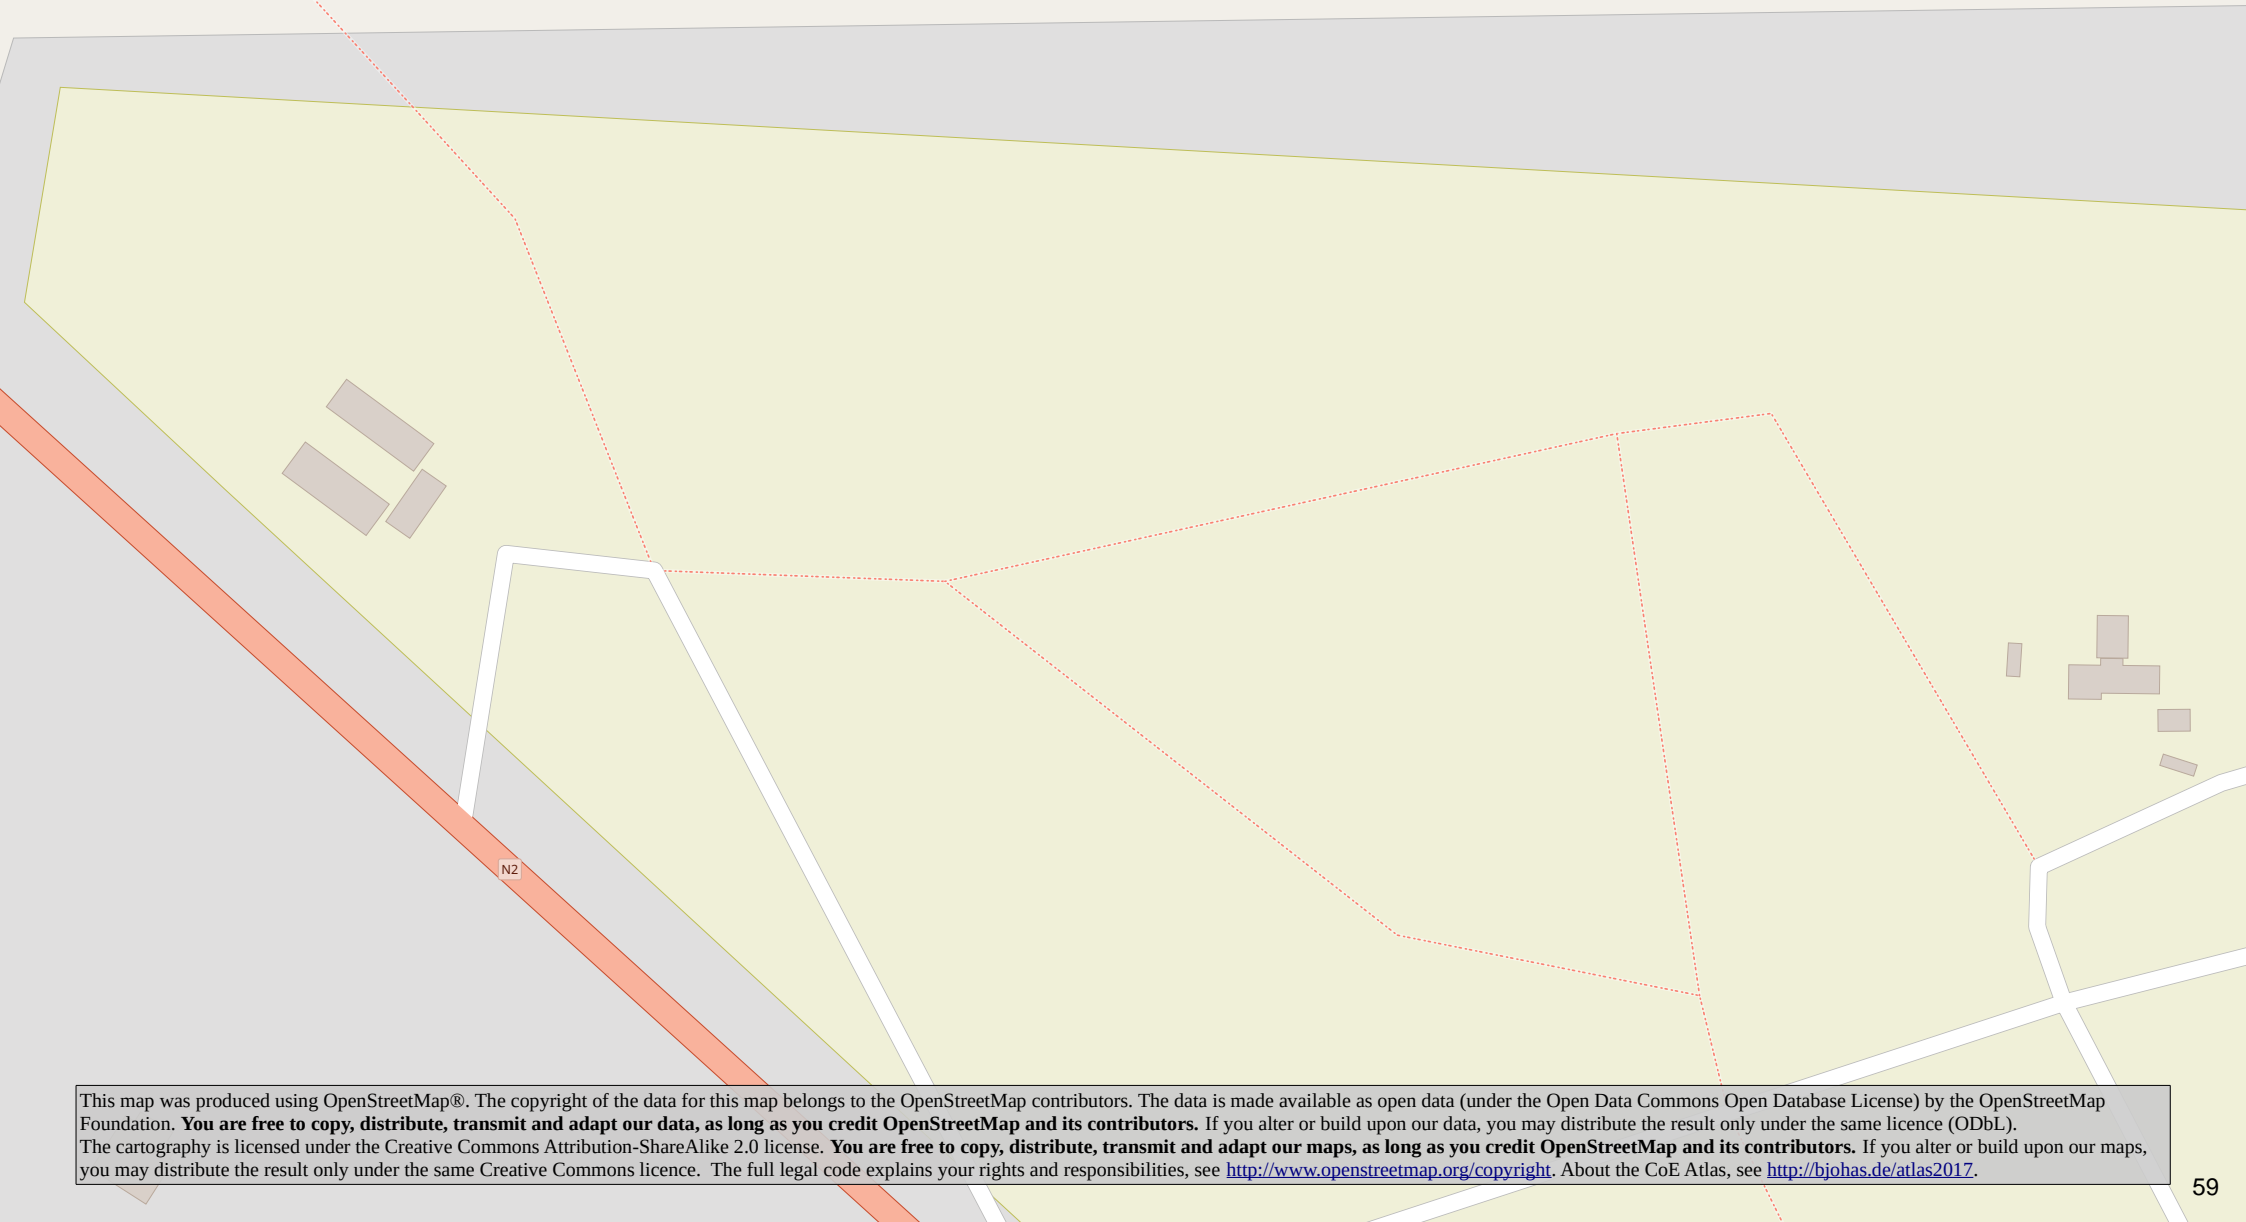 N2
This map was produced using OpenStreetMap®. The copyright of the data for this map belongs to the OpenStreetMap contributors. The data is made available as open data (under the Open Data Commons Open Database License) by the OpenStreetMap
Foundation. You are free to copy, distribute, transmit and adapt our data, as long as you credit OpenStreetMap and its contributors. If you alter or build upon our data, you may distribute the result only under the same licence (ODbL).
The cartography is licensed under the Creative Commons Attribution-ShareAlike 2.0 license. You are free to copy, distribute, transmit and adapt our maps, as long as you credit OpenStreetMap and its contributors. If you alter or build upon our maps,
you may distribute the result only under the same Creative Commons licence. The full legal code explains your rights and responsibilities, see http://www.openstreetmap.org/copyright. About the CoE Atlas, see http://bjohas.de/atlas2017.
59